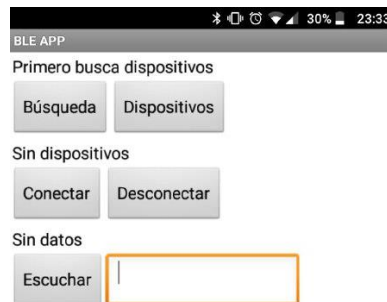 30% 23:33
BLE APP
Primero busca dispositivos
Búsqueda Dispositivos
Sin dispositivos
Conectar Desconectar
Sin datos
Escuchar